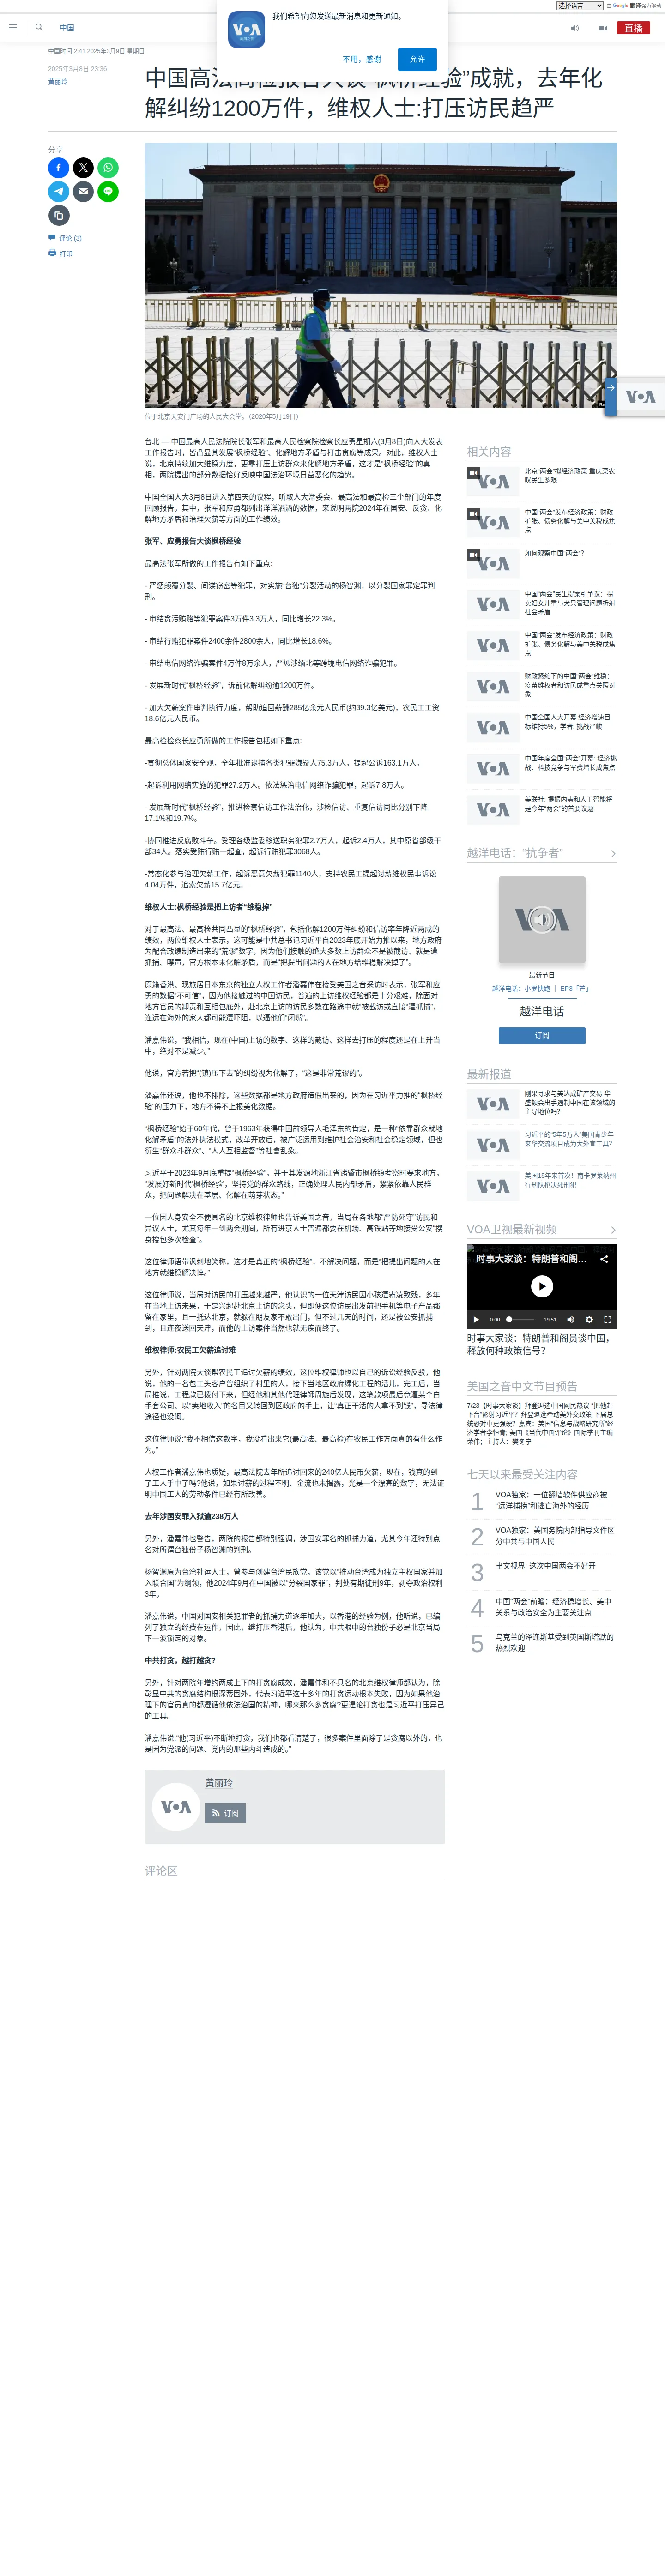 选择语言
由 Google 翻译强力驱动
我们希望向您发送最新消息和更新通知。
不用，感谢
允许
VOA
中国
直播
中国时间 2:41 2025年3月9日 星期日
2025年3月8日 23:36
黄丽玲
中国高法高检报告大谈“枫桥经验”成就，去年化
解纠纷1200万件，维权人士:打压访民趋严
分享
评论 (3)
打印
位于北京天安门广场的人民大会堂。（2020年5月19日）
台北 — 中国最高人民法院院长张军和最高人民检察院检察长应勇星期六(3月8日)向人大发表
工作报告时，皆凸显其发展“枫桥经验”、化解地方矛盾与打击贪腐等成果。对此，维权人士
说，北京持续加大维稳力度，更靠打压上访群众来化解地方矛盾，这才是“枫桥经验”的真
相，两院提出的部分数据恰好反映中国法治环境日益恶化的趋势。
中国全国人大3月8日进入第四天的议程，听取人大常委会、最高法和最高检三个部门的年度
回顾报告。其中，张军和应勇都列出洋洋洒洒的数据，来说明两院2024年在国安、反贪、化
解地方矛盾和治理欠薪等方面的工作绩效。
张军、应勇报告大谈枫桥经验
最高法张军所做的工作报告有如下重点:
- 严惩颠覆分裂、间谍窃密等犯罪，对实施“台独”分裂活动的杨智渊，以分裂国家罪定罪判
刑。
- 审结贪污贿赂等犯罪案件3万件3.3万人，同比增长22.3%。
- 审结行贿犯罪案件2400余件2800余人，同比增长18.6%。
- 审结电信网络诈骗案件4万件8万余人，严惩涉缅北等跨境电信网络诈骗犯罪。
- 发展新时代“枫桥经验”，诉前化解纠纷逾1200万件。
- 加大欠薪案件审判执行力度，帮助追回薪酬285亿余元人民币(约39.3亿美元)，农民工工资
18.6亿元人民币。
最高检检察长应勇所做的工作报告包括如下重点:
-贯彻总体国家安全观，全年批准逮捕各类犯罪嫌疑人75.3万人，提起公诉163.1万人。
-起诉利用网络实施的犯罪27.2万人。依法惩治电信网络诈骗犯罪，起诉7.8万人。
- 发展新时代“枫桥经验”，推进检察信访工作法治化，涉检信访、重复信访同比分别下降
17.1%和19.7%。
-协同推进反腐败斗争。受理各级监委移送职务犯罪2.7万人，起诉2.4万人，其中原省部级干
部34人。落实受贿行贿一起查，起诉行贿犯罪3068人。
-常态化参与治理欠薪工作，起诉恶意欠薪犯罪1140人，支持农民工提起讨薪维权民事诉讼
4.04万件，追索欠薪15.7亿元。
维权人士:枫桥经验是把上访者“维稳掉”
对于最高法、最高检共同凸显的“枫桥经验”，包括化解1200万件纠纷和信访率年降近两成的
绩效，两位维权人士表示，这可能是中共总书记习近平自2023年底开始力推以来，地方政府
为配合政绩制造出来的“荒谬”数字，因为他们接触的绝大多数上访群众不是被截访、就是遭
抓捕、噤声，官方根本未化解矛盾，而是“把提出问题的人在地方给维稳解决掉了”。
原籍香港、现旅居日本东京的独立人权工作者潘嘉伟在接受美国之音采访时表示，张军和应
勇的数据“不可信”，因为他接触过的中国访民，普遍的上访维权经验都是十分艰难，除面对
地方官员的卸责和互相包庇外，赴北京上访的访民多数在路途中就“被截访或直接”遭抓捕”，
连远在海外的家人都可能遭吓阻，以逼他们“闭嘴”。
潘嘉伟说，“我相信，现在(中国)上访的数字、这样的截访、这样去打压的程度还是在上升当
中，绝对不是减少。”
他说，官方若把“(镇)压下去”的纠纷视为化解了，“这是非常荒谬的”。
潘嘉伟还说，他也不排除，这些数据都是地方政府造假出来的，因为在习近平力推的“枫桥经
验”的压力下，地方不得不上报美化数据。
“枫桥经验”始于60年代，曾于1963年获得中国前领导人毛泽东的肯定，是一种“依靠群众就地
化解矛盾”的法外执法模式，改革开放后，被广泛运用到维护社会治安和社会稳定领域，但也
衍生“群众斗群众”、“人人互相监督”等社會乱象。
习近平于2023年9月底重提“枫桥经验”，并于其发源地浙江省诸暨市枫桥镇考察时要求地方，
“发展好新时代‘枫桥经验’，坚持党的群众路线，正确处理人民内部矛盾，紧紧依靠人民群
众，把问题解决在基层、化解在萌芽状态。”
一位因人身安全不便具名的北京维权律师也告诉美国之音，当局在各地都“严防死守”访民和
异议人士，尤其每年一到两会期间，所有进京人士普遍都要在机场、高铁站等地接受公安“搜
身搜包多次检查”。
这位律师语带讽刺地笑称，这才是真正的“枫桥经验”，不解决问题，而是“把提出问题的人在
地方就维稳解决掉。”
这位律师说，当局对访民的打压越来越严，他认识的一位天津访民因小孩遭霸凌致残，多年
在当地上访未果，于是兴起赴北京上访的念头，但即便这位访民出发前把手机等电子产品都
留在家里，且一抵达北京，就躲在朋友家不敢出门，但不过几天的时间，还是被公安抓捕
到，且连夜送回天津，而他的上访案件当然也就无疾而终了。
维权律师:农民工欠薪追讨难
另外，针对两院大谈帮农民工追讨欠薪的绩效，这位维权律师也以自己的诉讼经验反驳，他
说，他的一名包工头客户曾组织了村里的人，接下当地区政府绿化工程的活儿，完工后，当
局推说，工程款已拨付下来，但经他和其他代理律師周旋后发现，这笔款项最后竟遭某个白
手套公司、以“卖地收入”的名目又转回到区政府的手上，让“真正干活的人拿不到钱”，寻法律
途径也没辄。
这位律师说:“我不相信这数字，我没看出来它(最高法、最高检)在农民工作方面真的有什么作
为。”
人权工作者潘嘉伟也质疑，最高法院去年所追讨回来的240亿人民币欠薪，现在，钱真的到
了工人手中了吗?他说，如果讨薪的过程不明、金流也未揭露，光是一个漂亮的数字，无法证
明中国工人的劳动条件已经有所改善。
去年涉国安罪入狱逾238万人
另外，潘嘉伟也警告，两院的报告都特别强调，涉国安罪名的抓捕力道，尤其今年还特别点
名对所谓台独份子杨智渊的判刑。
杨智渊原为台湾社运人士，曾参与创建台湾民族党，该党以“推动台湾成为独立主权国家并加
入联合国”为纲领，他2024年9月在中国被以“分裂国家罪”，判处有期徒刑9年，剥夺政治权利
3年。
潘嘉伟说，中国对国安相关犯罪者的抓捕力道逐年加大，以香港的经验为例，他听说，已编
列了独立的经费在运作，因此，继打压香港后，他认为，中共眼中的台独份子必是北京当局
下一波锁定的对象。
中共打贪，越打越贪?
另外，针对两院年增约两成上下的打贪腐成效，潘嘉伟和不具名的北京维权律师都认为，除
彰显中共的贪腐结构根深蒂固外，代表习近平这十多年的打贪运动根本失败，因为如果他治
理下的官员真的都遵循他依法治国的精神，哪来那么多贪腐?更遑论打贪也是习近平打压异己
的工具。
潘嘉伟说:“他(习近平)不断地打贪，我们也都看清楚了，很多案件里面除了是贪腐以外的，也
是因为党派的问题、党内的那些内斗造成的。”
黄丽玲
订阅
评论区
相关内容
北京“两会”拟经济政策 重庆菜农
叹民生多艰
中国“两会”发布经济政策：财政
扩张、债务化解与美中关税成焦
点
如何观察中国“两会”？
中国“两会”民生提案引争议：拐
卖妇女儿童与犬只管理问题折射
社会矛盾
中国“两会”发布经济政策：财政
扩张、债务化解与美中关税成焦
点
财政紧缩下的中国“两会”维稳：
疫苗维权者和访民成重点关照对
象
中国全国人大开幕 经济增速目
标维持5%，学者: 挑战严峻
中国年度全国“两会”开幕: 经济挑
战、科技竞争与军费增长成焦点
美联社: 提振内需和人工智能将
是今年“两会”的首要议题
越洋电话：“抗争者”
最新节目
越洋电话：小罗快跑 ｜ EP3「芒」
越洋电话
订阅
最新报道
刚果寻求与美达成矿产交易 华
盛顿会出手遏制中国在该领域的
主导地位吗？
习近平的“5年5万人”美国青少年
来华交流项目成为大外宣工具？
美国15年来首次！南卡罗莱纳州
行刑队枪决死刑犯
VOA卫视最新视频
时事大家谈：特朗普和阁...
0:00
19:51
时事大家谈：特朗普和阁员谈中国，
释放何种政策信号？
美国之音中文节目预告
7/23【时事大家谈】拜登退选中国网民热议 “把他赶
下台”影射习近平？拜登退选牵动美外交政策 下届总
统恐对中更强硬？嘉宾：美国“信息与战略研究所”经
济学者李恒青; 美国《当代中国评论》国际季刊主编
荣伟；主持人：樊冬宁
七天以来最受关注内容
1
VOA独家：一位翻墙软件供应商被
“远洋捕捞”和逃亡海外的经历
2
VOA独家：美国务院内部指导文件区
分中共与中国人民
3
聿文视界: 这次中国两会不好开
4
中国“两会”前瞻：经济稳增长、美中
关系与政治安全为主要关注点
5
乌克兰的泽连斯基受到英国斯塔默的
热烈欢迎